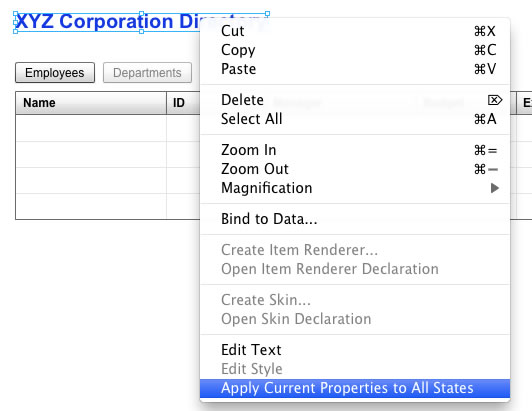 XYZ Corporation Directory
Cut ⌘X
Copy ⌘C
Paste ⌘V
Employees Departments
Delete ⌦
Name ID Manager Budget E
Select All ⌘A
Zoom In ⌘=
Zoom Out ⌘−
Magnification ▶
Bind to Data...
Create Item Renderer...
Open Item Renderer Declaration
Create Skin...
Open Skin Declaration
Edit Text
Edit Style
Apply Current Properties to All States